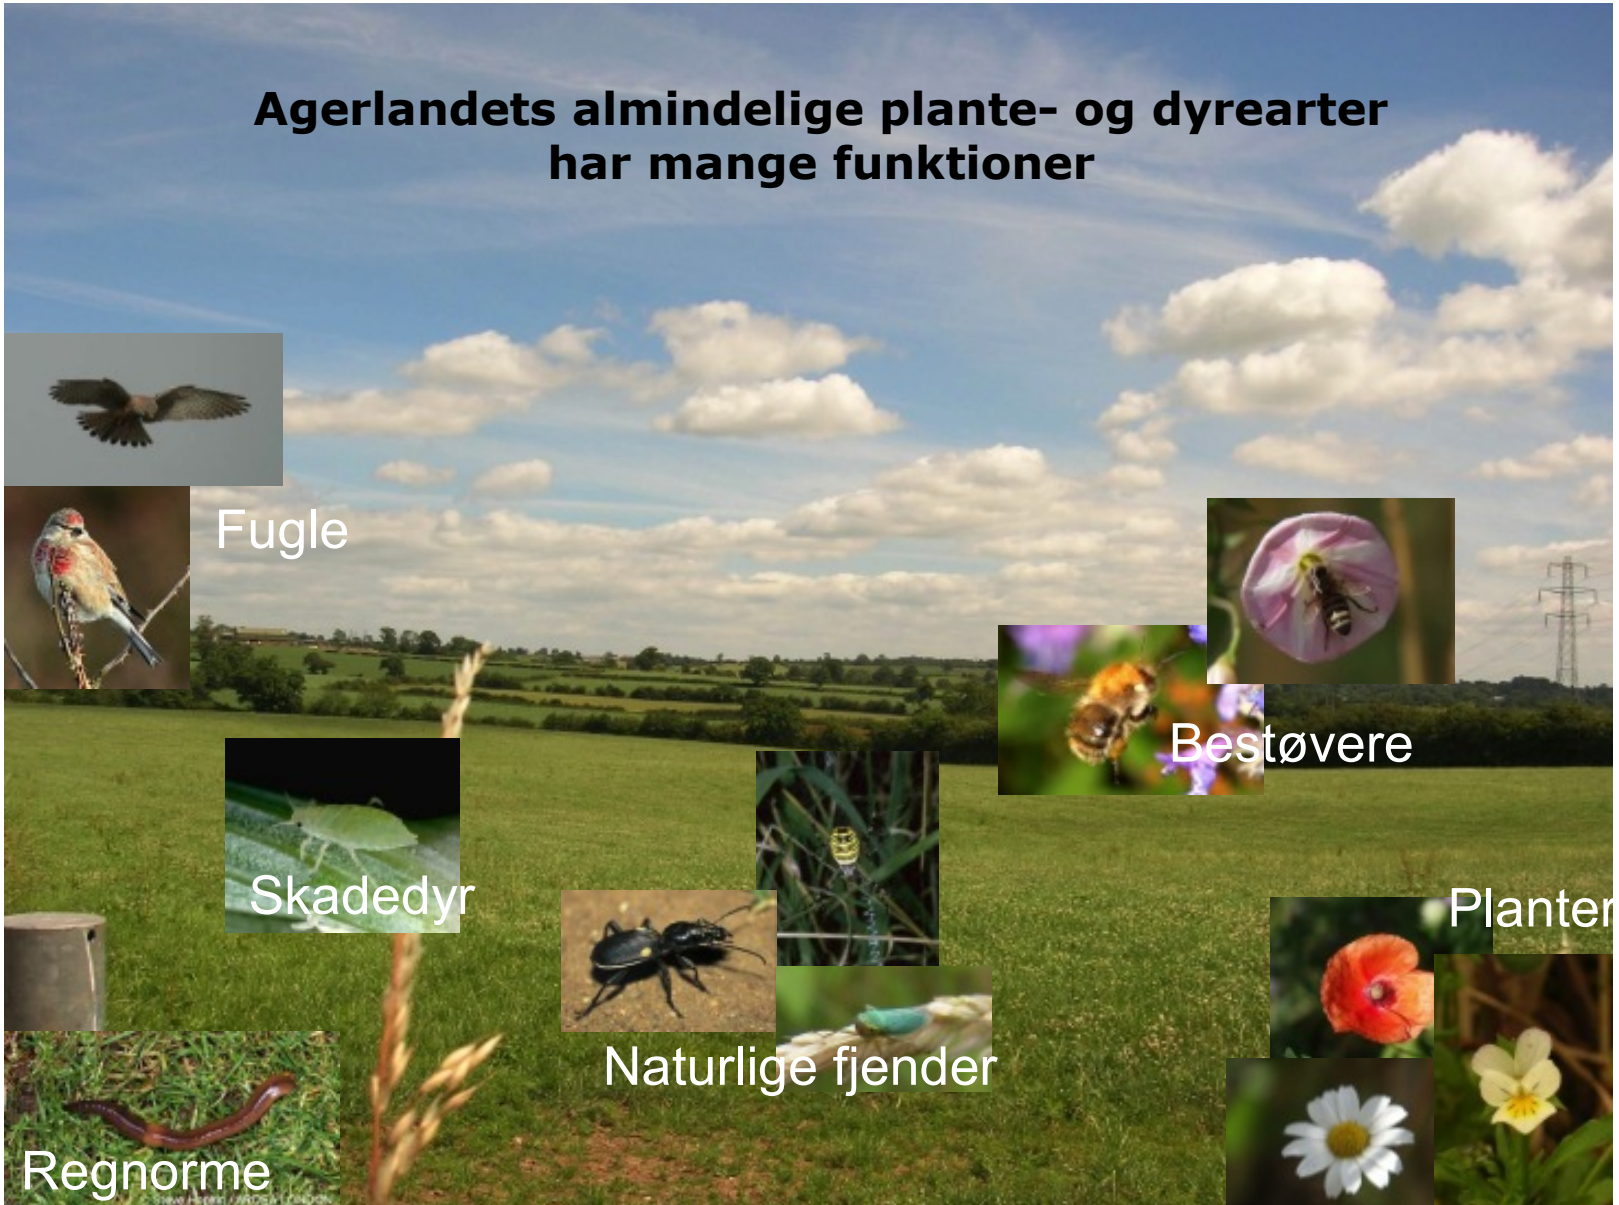 Agerlandets almindelige plante- og dyrearter
har mange funktioner
Fugle
Bestøvere
Skadedyr
Planter
Naturlige fjender
Regnorme